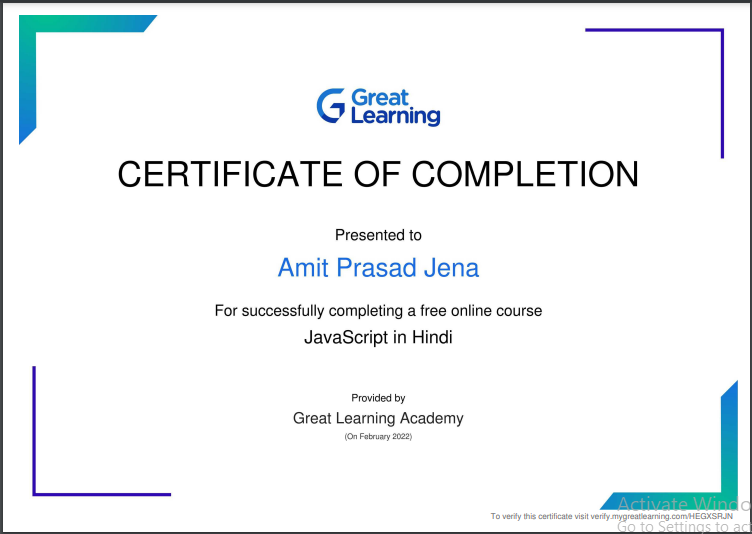 Great
Learning
CERTIFICATE OF COMPLETION
Presented to
Amit Prasad Jena
For successfully completing a free online course
JavaScript in Hindi
Provided by
Great Learning Academy
(On February 2022)
Activate Windo
To verify this certificate visit verify.mygreatlearning.com/HEGXSRJN
Go to Settings to act